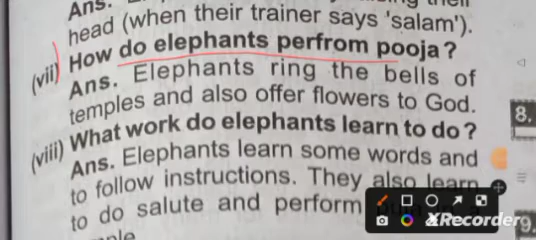 Ans.
head (when their trainer says 'salam').
(vii) How do elephants perfrom pooja?
Ans. Elephants ring the bells of
temples and also offer flowers to God.
(viii) What work do elephants learn to do?
Ans. Elephants learn some words and
to follow instructions. They also learn
to do salute and perform
8.
9.
XRecorder